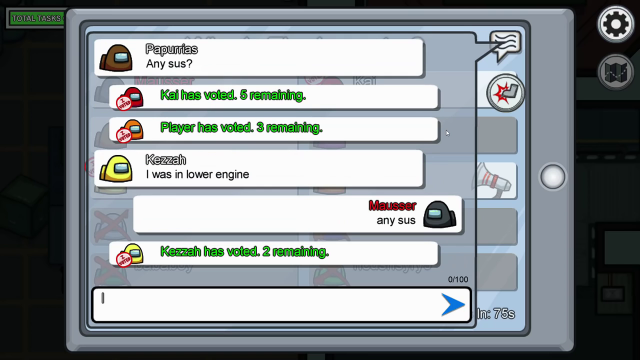 TOTAL TASKS
Papurrias
Any sus?
Kai has voted. 5 remaining.
Player has voted. 3 remaining.
Kezzah
I was in lower engine
Mausser
any sus
Kezzah has voted. 2 remaining.
0/100
In: 75s